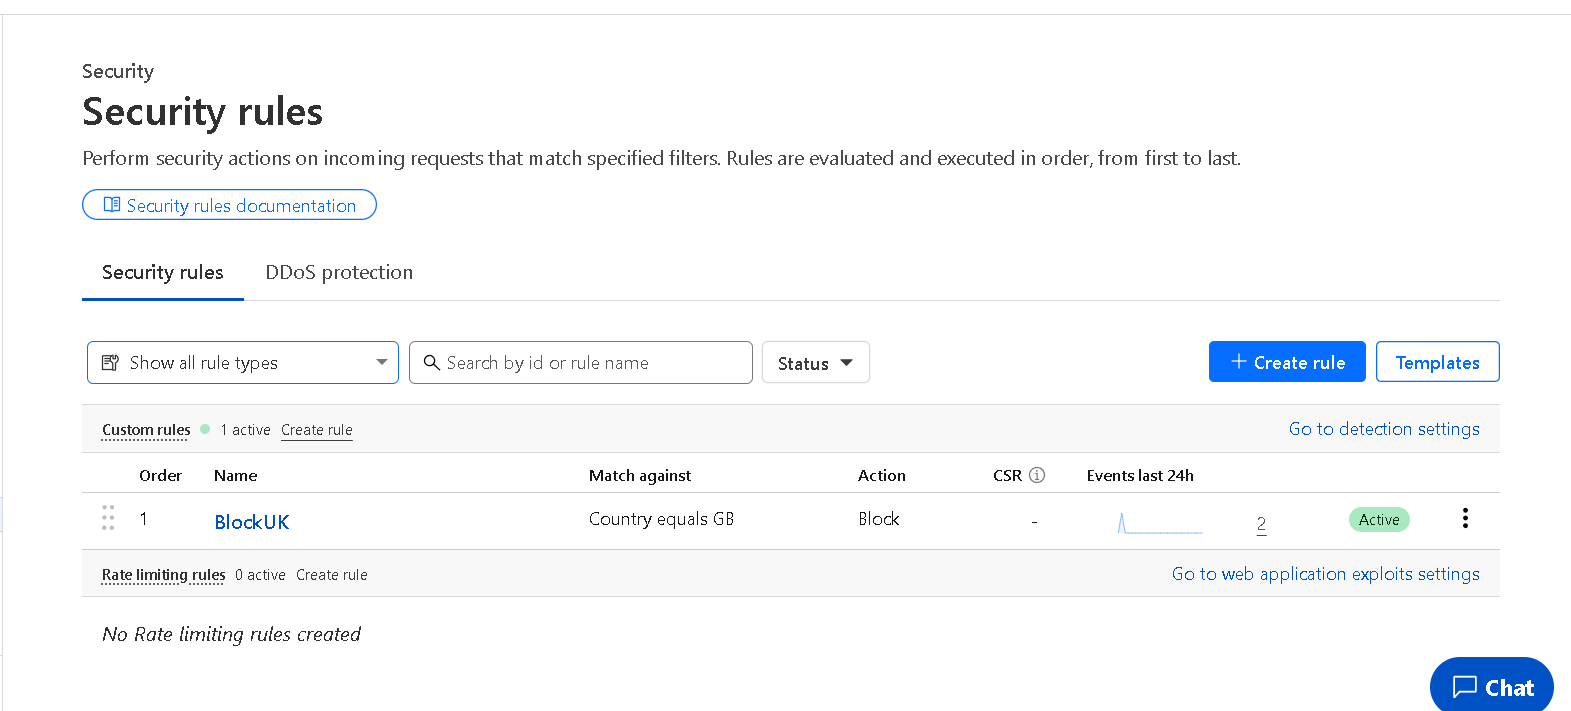 Security
Security rules
Perform security actions on incoming requests that match specified filters. Rules are evaluated and executed in order, from first to last.
Security rules documentation
Security rules DDoS protection
Show all rule types Search by id or rule name Status + Create rule Templates
Custom rules 1 active Create rule Go to detection settings
Order Name Match against Action CSR Events last 24h
1 BlockUK Country equals GB Block - 2 Active
Rate limiting rules 0 active Create rule Go to web application exploits settings
No Rate limiting rules created
Chat